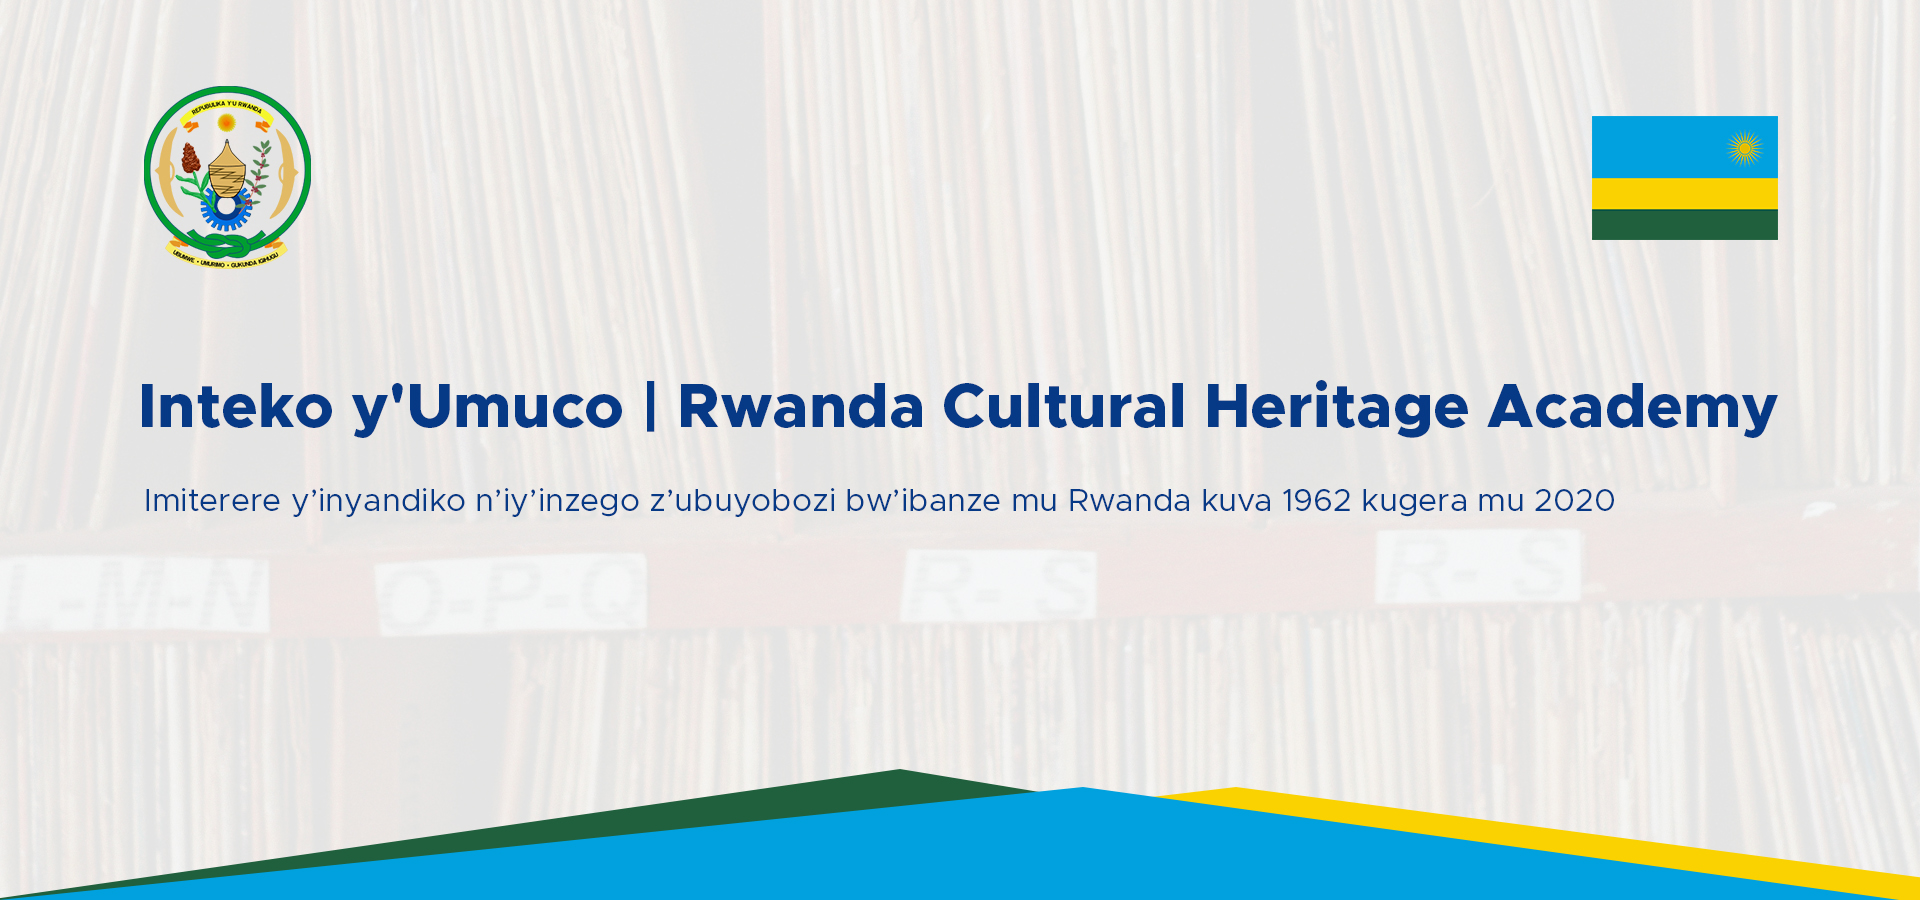 REPUBULIKA Y'U RWANDA
UBUMWE • UMURIMO • GUKUNDA IGIHUGU
Inteko y'Umuco | Rwanda Cultural Heritage Academy
Imiterere y’inyandiko n’iy’inzego z’ubuyobozi bw’ibanze mu Rwanda kuva 1962 kugera mu 2020
L-M-N O-P-Q R- S R- S